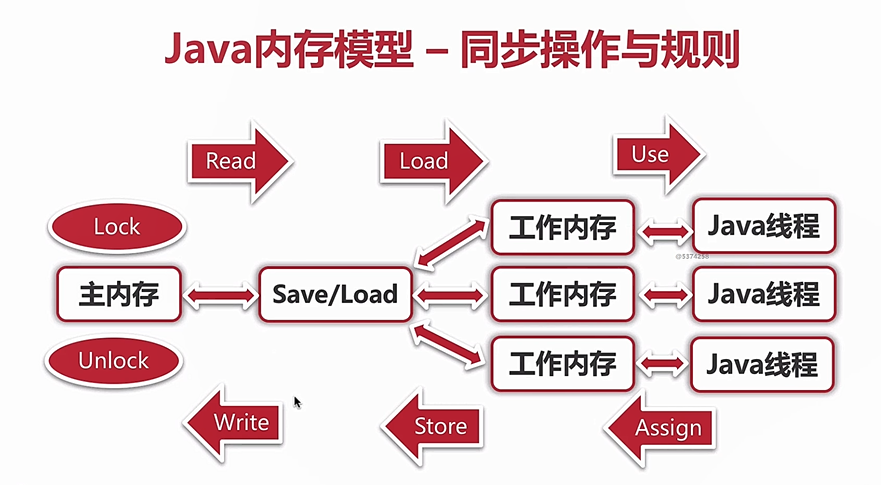 Java内存模型 – 同步操作与规则
Read
Load
Use
Lock
工作内存
Java线程
@5374258
主内存
Save/Load
工作内存
Java线程
Unlock
工作内存
Java线程
Write
Store
Assign